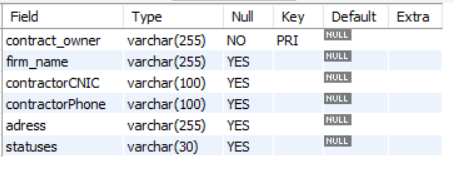 Field Type Null Key Default Extra
contract_owner varchar(255) NO PRI NULL
firm_name varchar(255) YES NULL
contractorCNIC varchar(100) YES NULL
contractorPhone varchar(100) YES NULL
adress varchar(255) YES NULL
statuses varchar(30) YES NULL